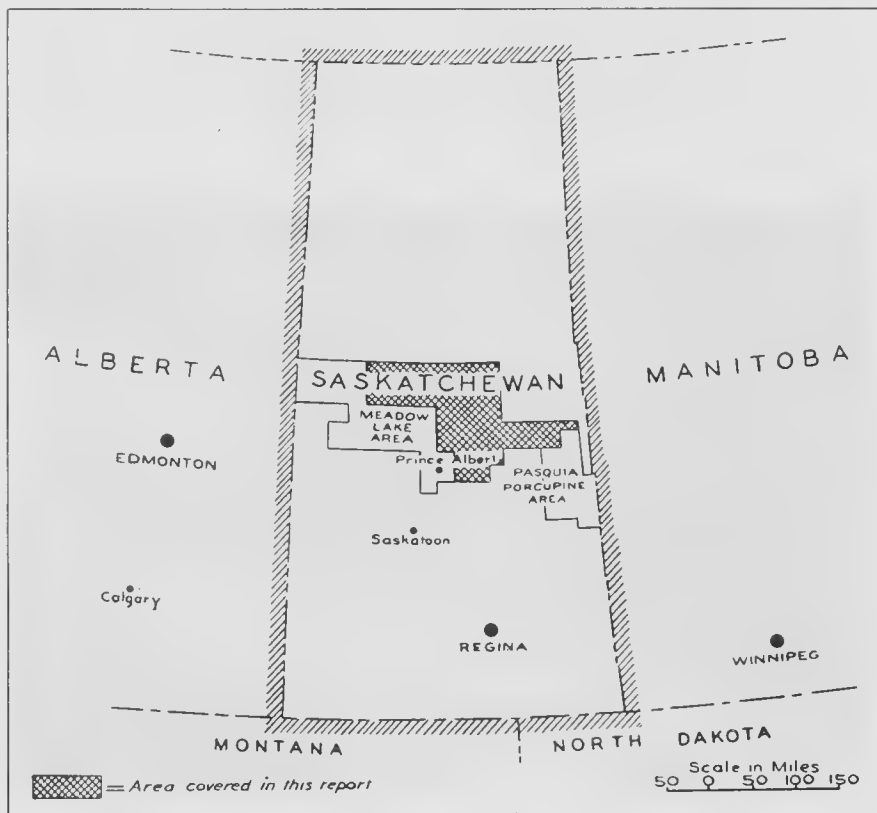 ALBERTA
SASKATCHEWAN
MANITOBA
MEADOW
LAKE
AREA
EDMONTON
Prince Albert
PASQUIA
PORCUPINE
AREA
Saskatoon
Calgary
REGINA
WINNIPEG
MONTANA
NORTH DAKOTA
= Area covered in this report
Scale in Miles
50 0 50 100 150